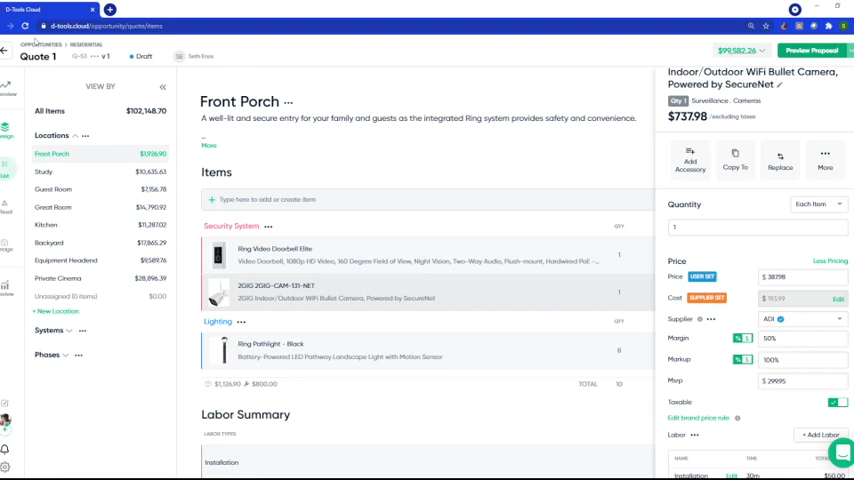 D-Tools Cloud
d-tools.cloud/opportunity/quote/items
OPPORTUNITIES > RESIDENTIAL
Quote 1
Q-53 ••• v 1
Draft
SE Seth Enos
$99,582.26
Preview Proposal
VIEW BY
All Items $102,148.70
Locations •••
Front Porch $1,926.90
Study $10,635.63
Guest Room $7,156.78
Great Room $14,790.92
Kitchen $11,287.02
Backyard $17,865.29
Equipment Headend $9,589.76
Private Cinema $28,896.39
Unassigned (0 items) $0.00
+ New Location
Systems •••
Phases •••
Front Porch •••
A well-lit and secure entry for your family and guests as the integrated Ring system provides safety and convenience.
More
Items
+ Type here to add or create item
Security System ••• QTY
Ring Video Doorbell Elite
Video Doorbell, 1080p HD Video, 160 Degree Field of View, Night Vision, Two-Way Audio, Flush-mount, Hardwired PoE -...
1
2GIG 2GIG-CAM-131-NET
2GIG Indoor/Outdoor WiFi Bullet Camera, Powered by SecureNet
1
Lighting ••• QTY
Ring Pathlight - Black
Battery-Powered LED Pathway Landscape Light with Motion Sensor
8
$1,126.90 $800.00 TOTAL 10
Labor Summary
LABOR TYPES
Installation
Indoor/Outdoor WiFi Bullet Camera,
Powered by SecureNet
Qty 1 Surveillance . Cameras
$737.98 /excluding taxes
Add Accessory
Copy To
Replace
More
Quantity Each Item
1
Price Less Pricing
Price USER SET $ 387.98
Cost SUPPLIER SET $ 193.99 Edit
Supplier ••• ADI
Margin % $ 50%
Markup % $ 100%
Msrp $ 299.95
Taxable
Edit brand price rule
Labor ••• + Add Labor
NAME TIME
Installation Edit 30m $50.00